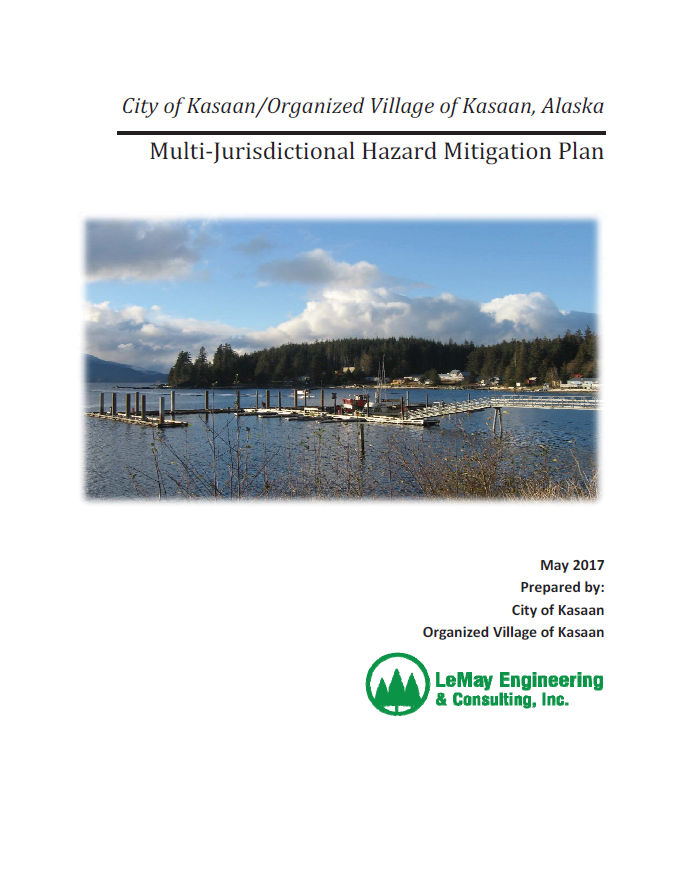 City of Kasaan/Organized Village of Kasaan, Alaska
Multi-Jurisdictional Hazard Mitigation Plan
May 2017
Prepared by:
City of Kasaan
Organized Village of Kasaan
LeMay Engineering
& Consulting, Inc.